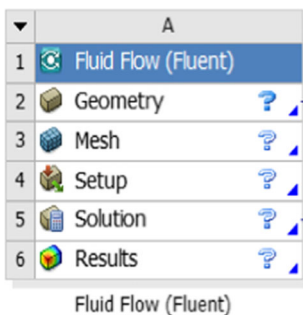 A
1 Fluid Flow (Fluent)
2 Geometry ?
3 Mesh ?
4 Setup ?
5 Solution ?
6 Results ?
Fluid Flow (Fluent)